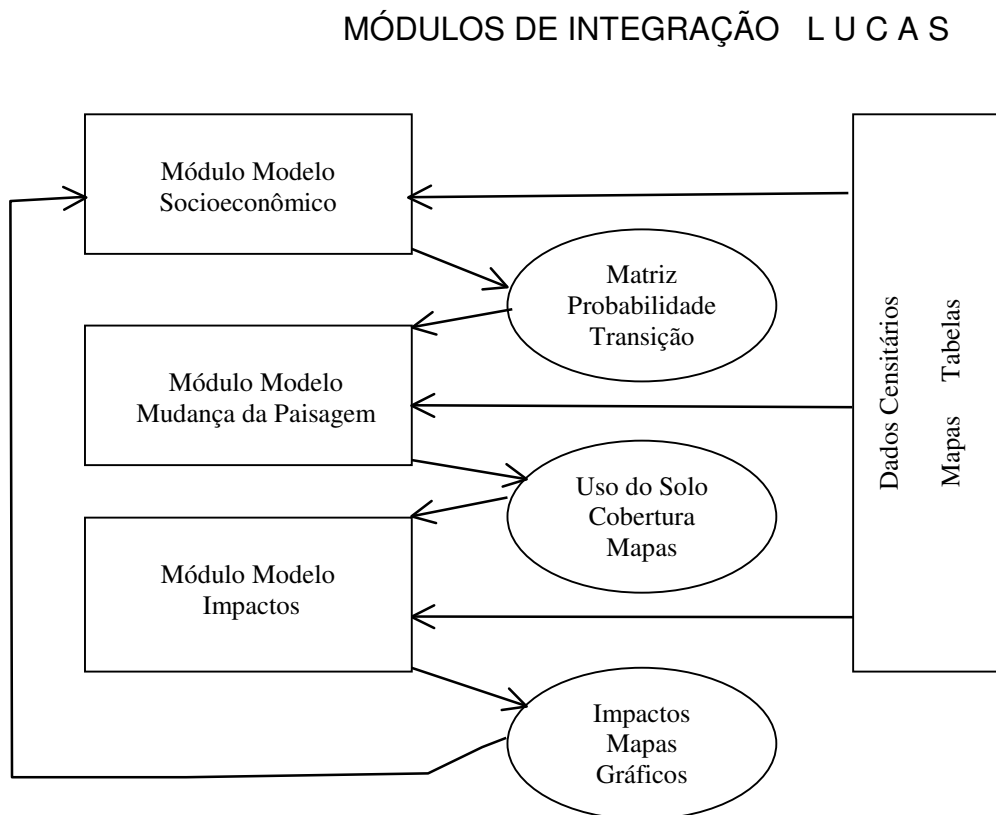 MÓDULOS DE INTEGRAÇÃO L U C A S
Módulo Modelo
Socioeconômico
Matriz
Probabilidade
Transição
Módulo Modelo
Mudança da Paisagem
Uso do Solo
Cobertura
Mapas
Módulo Modelo
Impactos
Impactos
Mapas
Gráficos
Dados Censitários
Mapas Tabelas